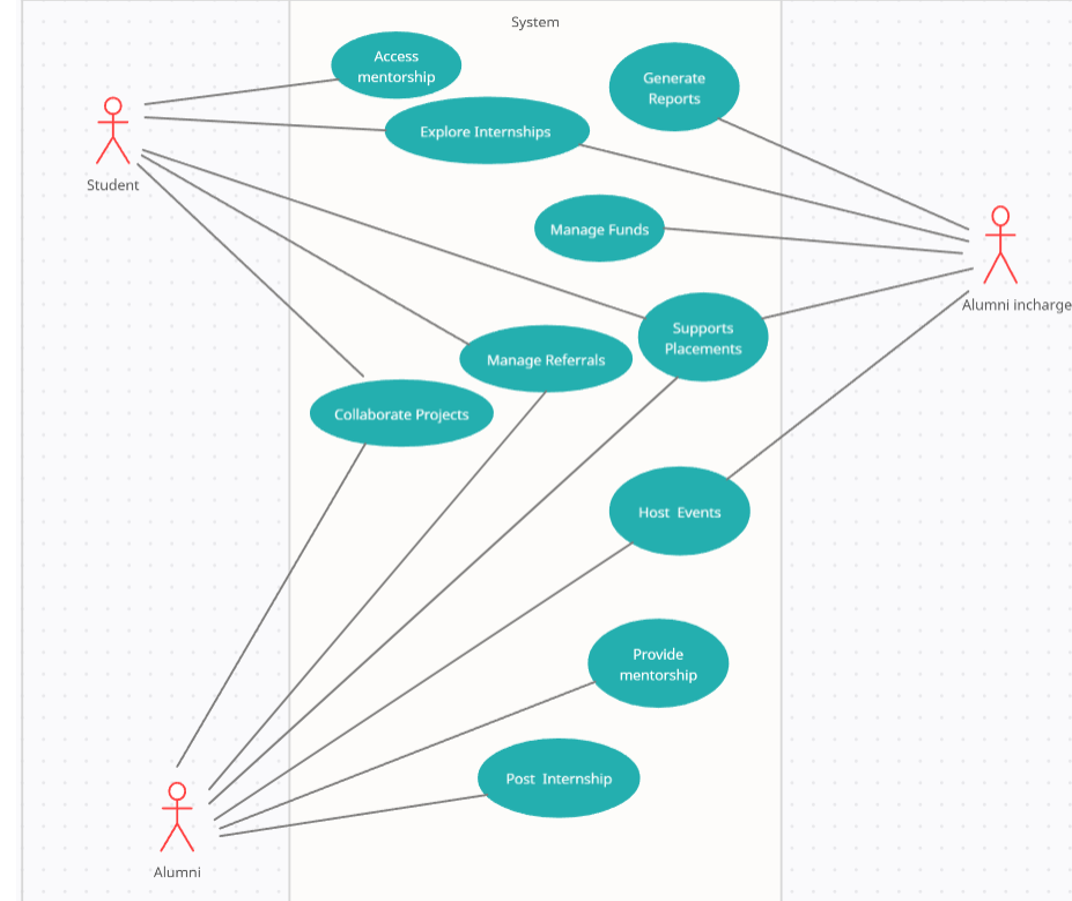 System
Access
mentorship
Generate
Reports
Explore Internships
Student
Manage Funds
Alumni incharge
Supports
Placements
Manage Referrals
Collaborate Projects
Host  Events
Provide
mentorship
Post  Internship
Alumni